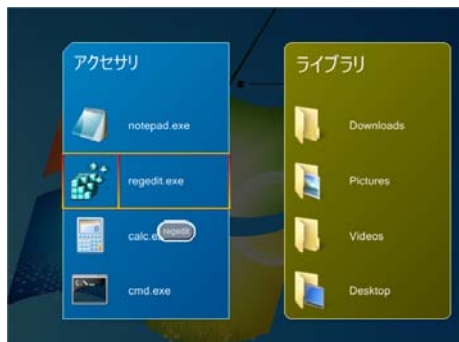 アクセサリ
notepad.exe
regedit.exe
calc.e
regedit
cmd.exe
ライブラリ
Downloads
Pictures
Videos
Desktop